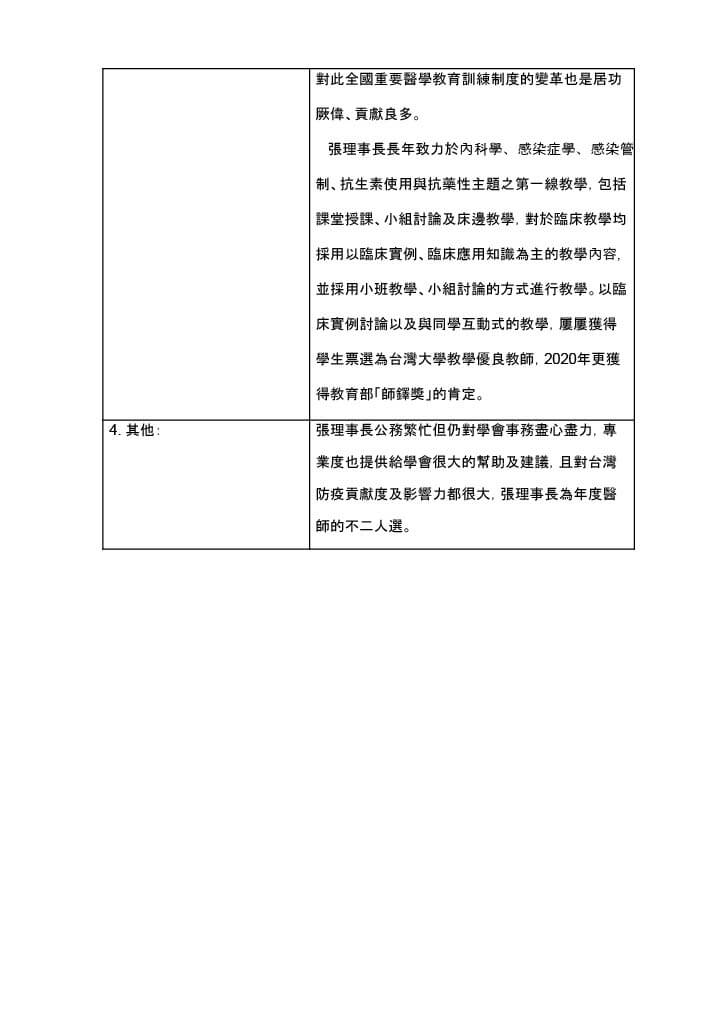 對此全國重要醫學教育訓練制度的變革也是居功
厥偉、貢獻良多。
張理事長長年致力於內科學、感染症學、感染管
制、抗生素使用與抗藥性主題之第一線教學，包括
課堂授課、小組討論及床邊教學，對於臨床教學均
採用以臨床實例、臨床應用知識為主的教學內容，
並採用小班教學、小組討論的方式進行教學。以臨
床實例討論以及與同學互動式的教學，屢屢獲得
學生票選為台灣大學教學優良教師，2020年更獲
得教育部「師鐸獎」的肯定。
4. 其他：
張理事長公務繁忙但仍對學會事務盡心盡力，專
業度也提供給學會很大的幫助及建議，且對台灣
防疫貢獻度及影響力都很大，張理事長為年度醫
師的不二人選。